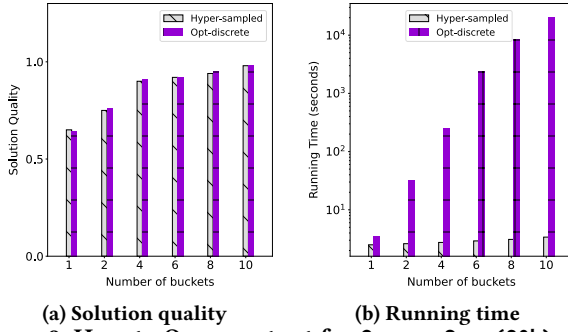 Hyper-sampled
Opt-discrete
1.0
0.5
0.0
Solution Quality
1 2 4 6 8 10
Number of buckets
(a) Solution quality
Hyper-sampled
Opt-discrete
10⁴
10³
10²
10¹
Running Time (seconds)
1 2 4 6 8 10
Number of buckets
(b) Running time